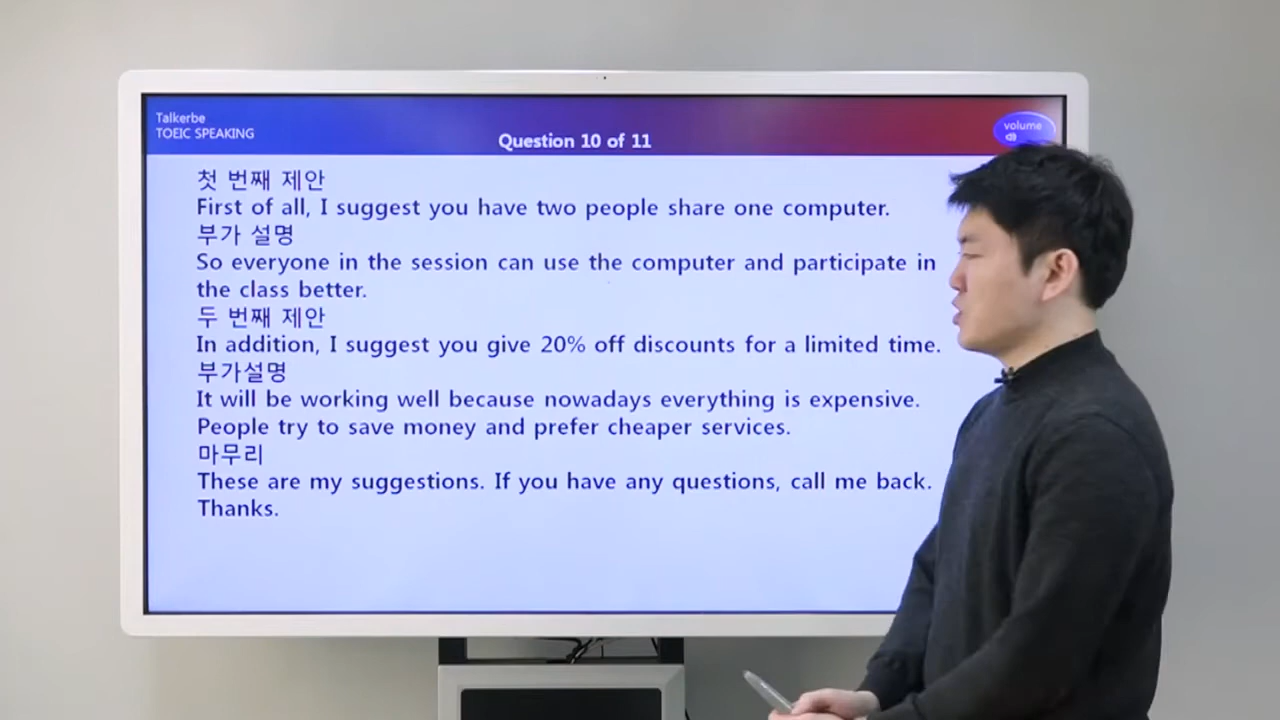 Talkerbe
TOEIC SPEAKING
Question 10 of 11
volume
첫 번째 제안
First of all, I suggest you have two people share one computer.
부가 설명
So everyone in the session can use the computer and participate in
the class better.
두 번째 제안
In addition, I suggest you give 20% off discounts for a limited time.
부가설명
It will be working well because nowadays everything is expensive.
People try to save money and prefer cheaper services.
마무리
These are my suggestions. If you have any questions, call me back.
Thanks.